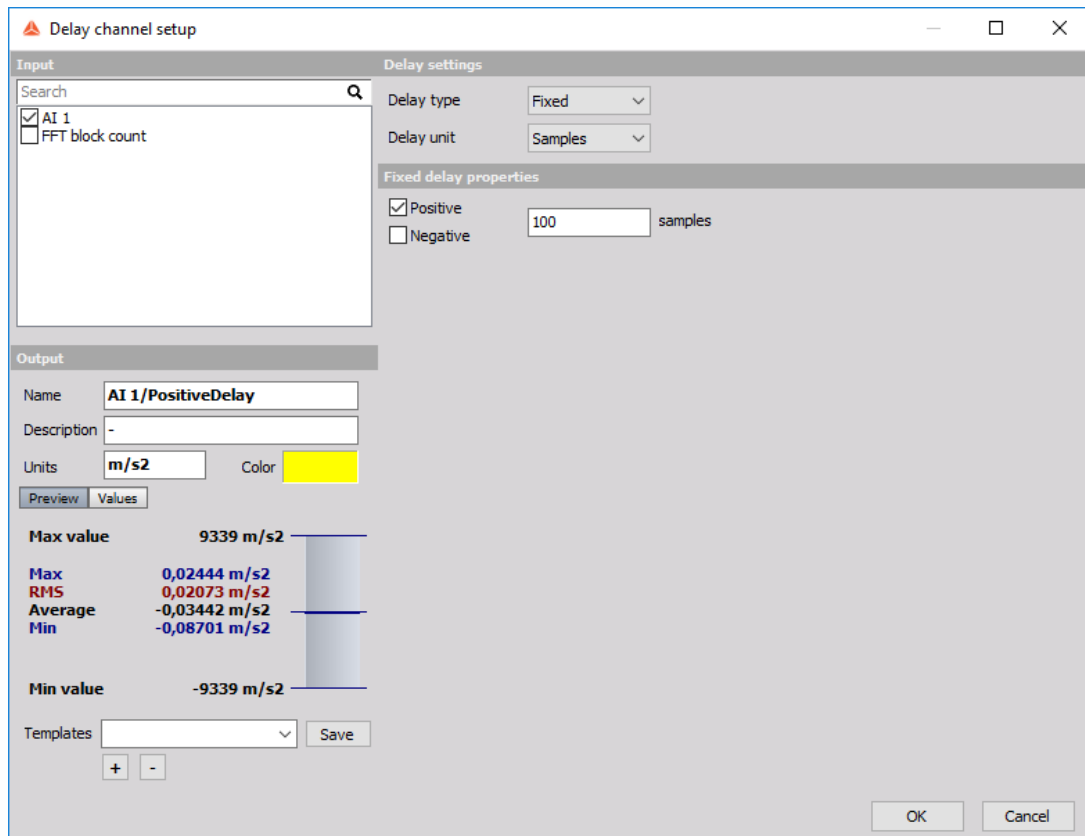 Delay channel setup
Input
Search
AI 1
FFT block count
Delay settings
Delay type Fixed
Delay unit Samples
Fixed delay properties
Positive
Negative
100 samples
Output
Name AI 1/PositiveDelay
Description -
Units m/s2 Color
Preview Values
Max value 9339 m/s2
Max 0,02444 m/s2
RMS 0,02073 m/s2
Average -0,03442 m/s2
Min -0,08701 m/s2
Min value -9339 m/s2
Templates Save
+ -
OK Cancel